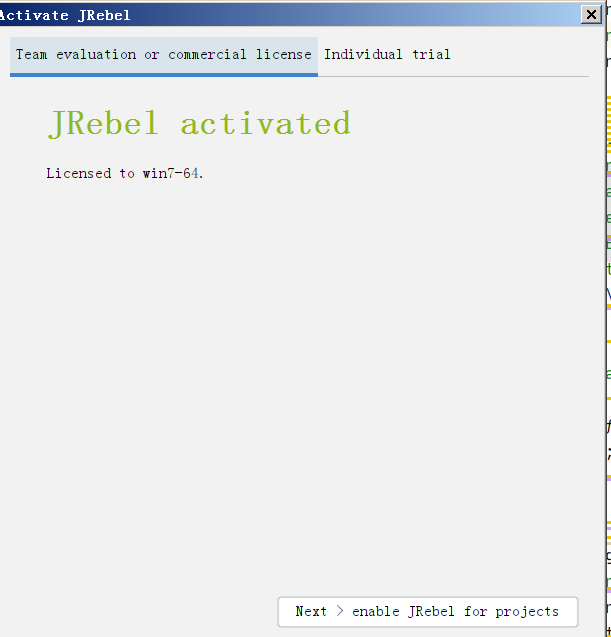 Activate JRebel
Team evaluation or commercial license Individual trial
JRebel activated
Licensed to win7-64.
Next > enable JRebel for projects